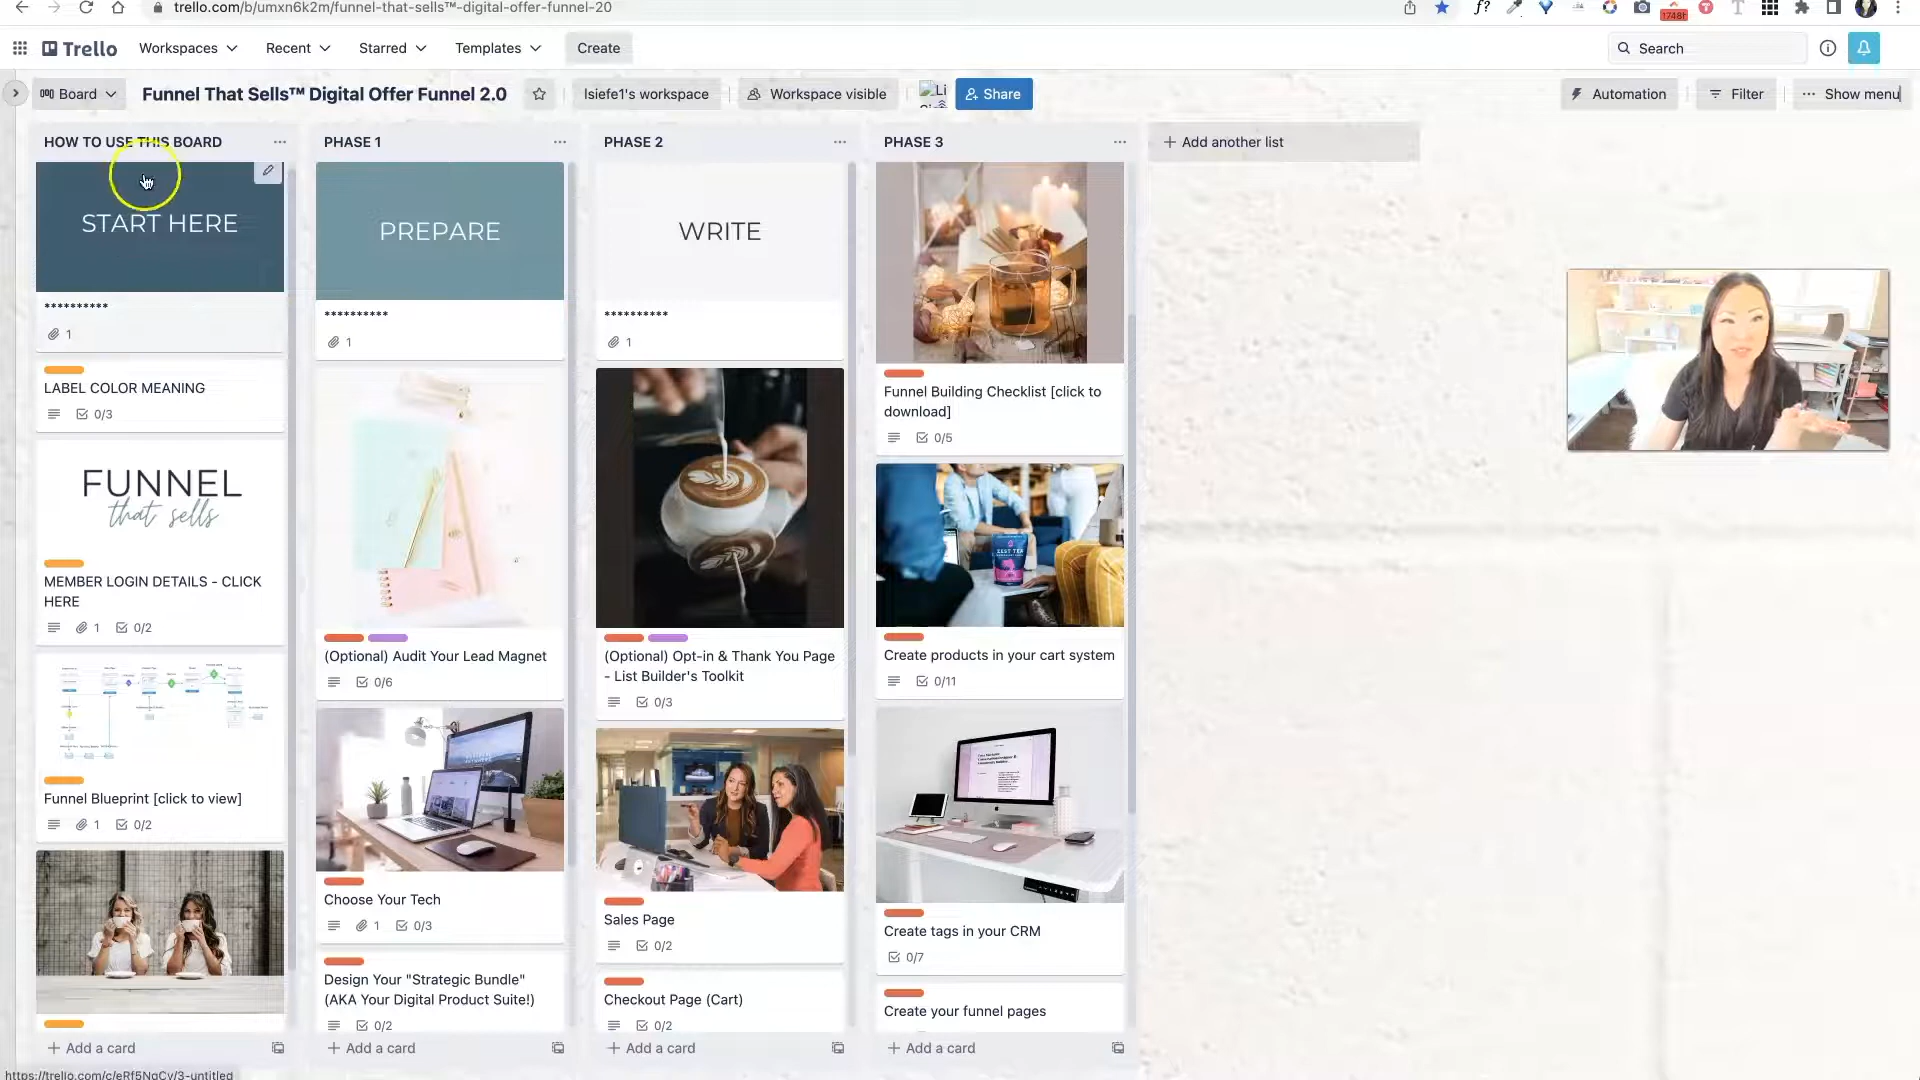 trello.com/b/umxn6k2m/funnel-that-sells™-digital-offer-funnel-20
1748f
Trello
Workspaces
Recent
Starred
Templates
Create
Search
Board
Funnel That Sells™ Digital Offer Funnel 2.0
lsiefe1's workspace
Workspace visible
Share
Automation
Filter
Show menu
HOW TO USE THIS BOARD
START HERE
**********
1
LABEL COLOR MEANING
0/3
FUNNEL
that sells
MEMBER LOGIN DETAILS - CLICK
HERE
1 0/2
Funnel Blueprint [click to view]
1 0/2
Add a card
PHASE 1
PREPARE
**********
1
(Optional) Audit Your Lead Magnet
0/6
Choose Your Tech
1 0/3
Design Your "Strategic Bundle"
(AKA Your Digital Product Suite!)
0/2
Add a card
PHASE 2
WRITE
**********
1
(Optional) Opt-in & Thank You Page
- List Builder's Toolkit
0/3
Sales Page
0/2
Checkout Page (Cart)
0/2
Add a card
PHASE 3
Funnel Building Checklist [click to
download]
0/5
ZEST TEA
Create products in your cart system
0/11
Create tags in your CRM
0/7
Create your funnel pages
Add a card
Add another list
https://trello.com/c/eRf5NgCy/3-untitled